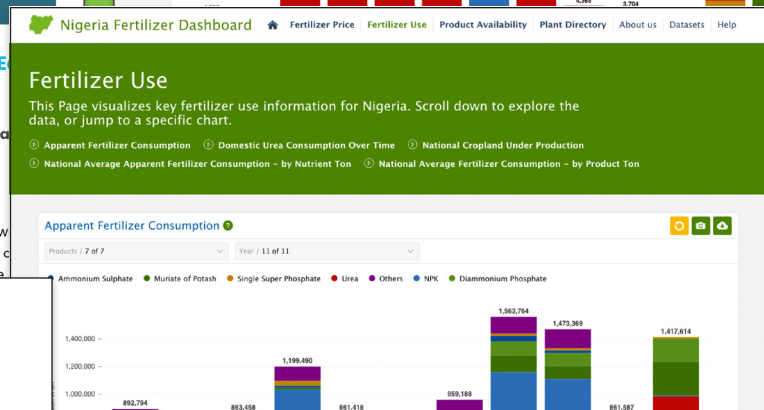 4,365
3,704
Nigeria Fertilizer Dashboard Fertilizer Price Fertilizer Use Product Availability Plant Directory About us Datasets Help
Fertilizer Use
This Page visualizes key fertilizer use information for Nigeria. Scroll down to explore the
data, or jump to a specific chart.
Apparent Fertilizer Consumption Domestic Urea Consumption Over Time National Cropland Under Production
National Average Apparent Fertilizer Consumption – by Nutrient Ton National Average Fertilizer Consumption – by Product Ton
Apparent Fertilizer Consumption ?
Products / 7 of 7 Year / 11 of 11
Ammonium Sulphate Muriate of Potash Single Super Phosphate Urea Others NPK Diammonium Phosphate
1,562,764
1,473,369
1,417,614
1,400,000
1,199,490
1,200,000
1,000,000
959,188
892,794
863,458
861,418
861,587